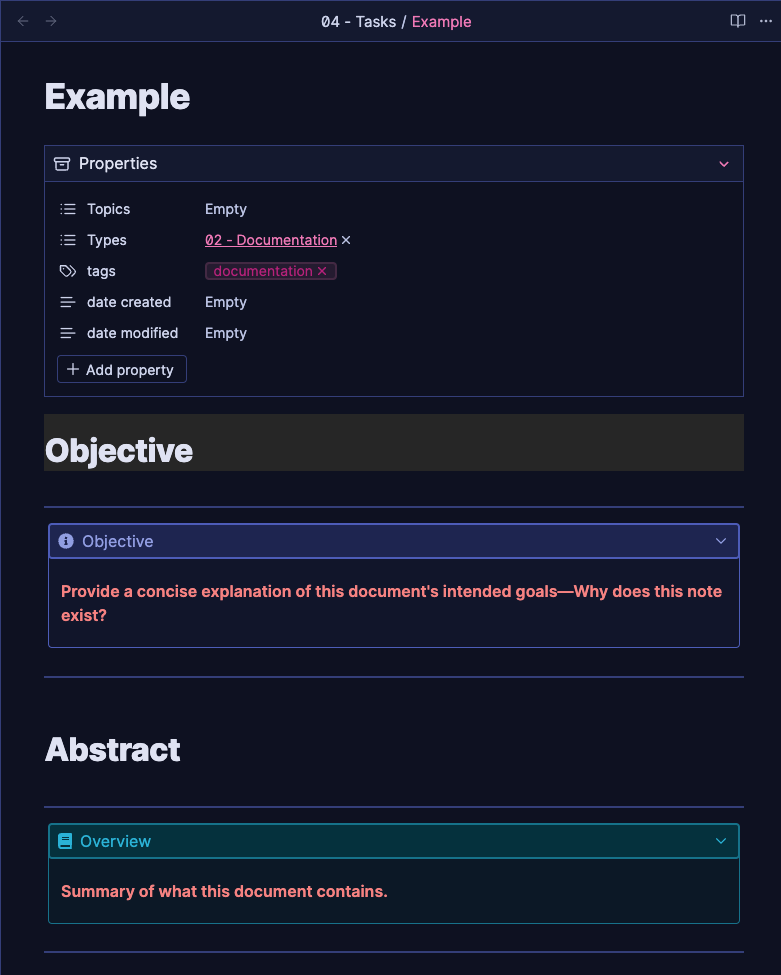 04 - Tasks / Example
Example
Properties
Topics Empty
Types 02 - Documentation
tags documentation
date created Empty
date modified Empty
Add property
Objective
Objective
Provide a concise explanation of this document's intended goals—Why does this note
exist?
Abstract
Overview
Summary of what this document contains.